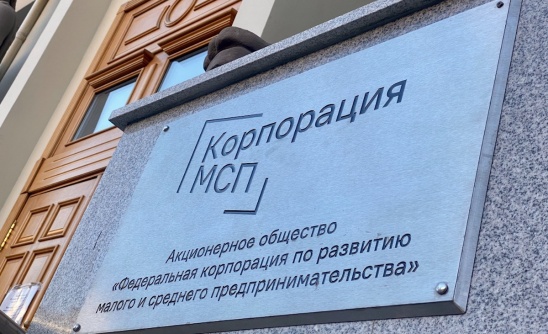 Корпорация
МСП
Акционерное общество
«Федеральная корпорация по развитию
малого и среднего предпринимательства»